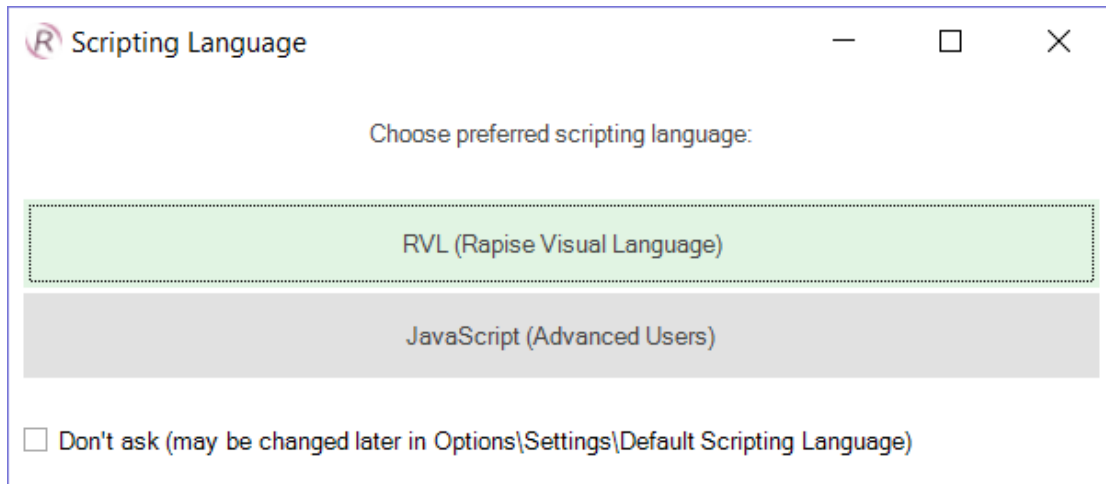 R Scripting Language
Choose preferred scripting language:
RVL (Rapise Visual Language)
JavaScript (Advanced Users)
Don't ask (may be changed later in Options\Settings\Default Scripting Language)